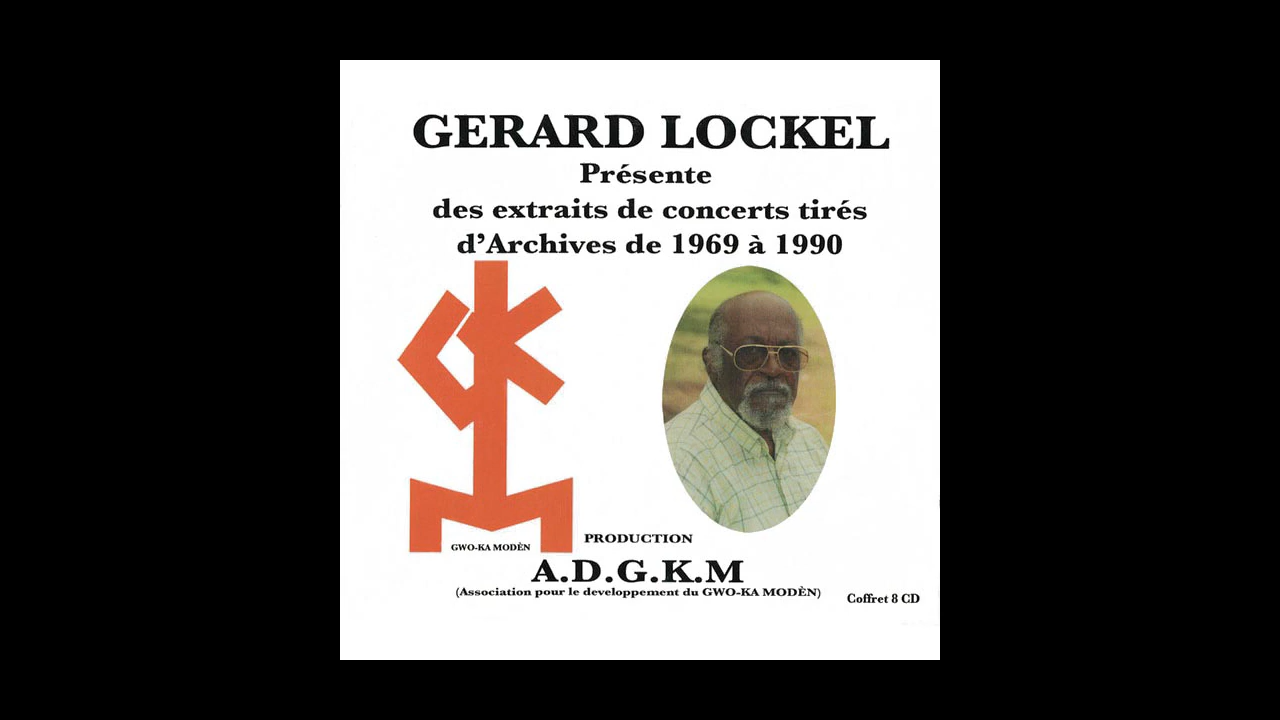 GERARD LOCKEL
Présente
des extraits de concerts tirés
d'Archives de 1969 à 1990
GWO-KA MODÈN
PRODUCTION
A.D.G.K.M
(Association pour le developpement du GWO-KA MODÈN)
Coffret 8 CD